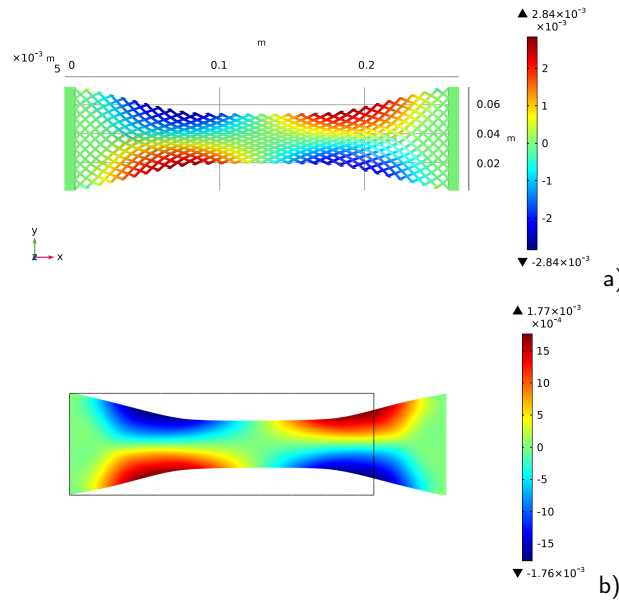 ▲ 2.84×10⁻³
×10⁻³
m
×10⁻³ m
5 0 0.1 0.2
0.06
0.04 m
0.02
2
1
0
-1
-2
y
z x
▼ -2.84×10⁻³
a)
▲ 1.77×10⁻³
×10⁻⁴
15
10
5
0
-5
-10
-15
▼ -1.76×10⁻³
b)